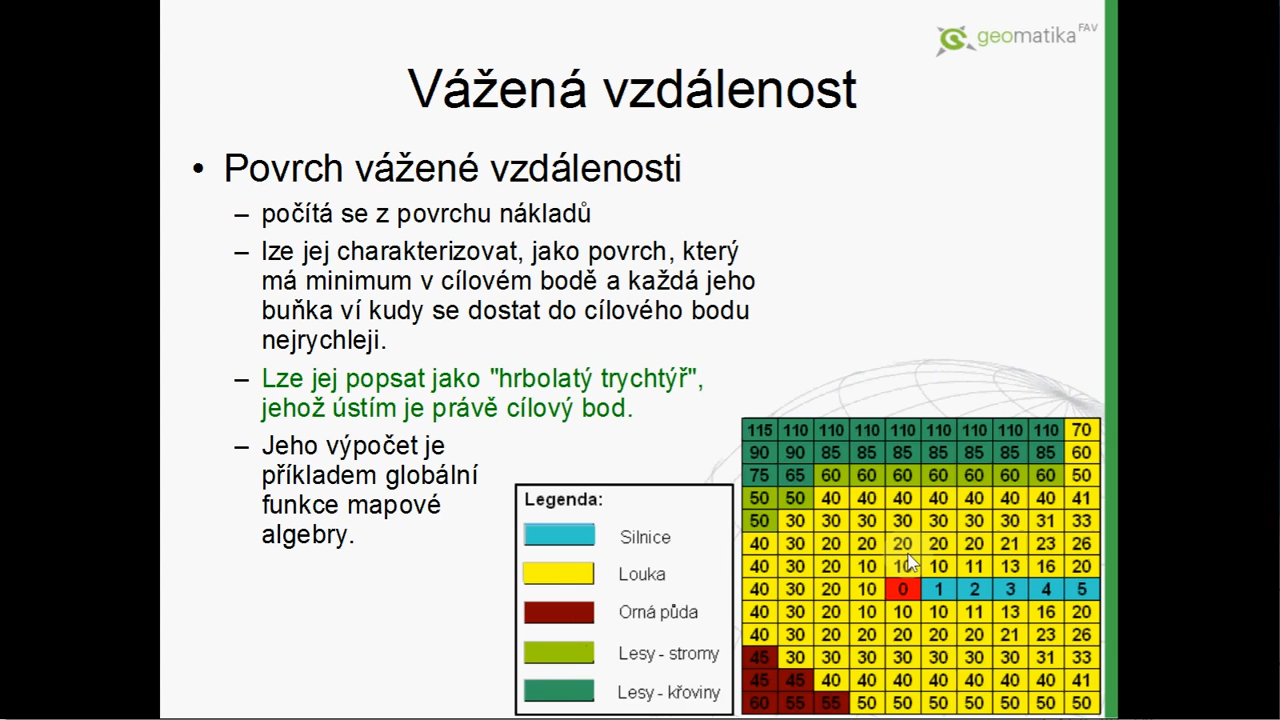 geomatika FAV
Vážená vzdálenost
• Povrch vážené vzdálenosti
– počítá se z povrchu nákladů
– lze jej charakterizovat, jako povrch, který
má minimum v cílovém bodě a každá jeho
buňka ví kudy se dostat do cílového bodu
nejrychleji.
– Lze jej popsat jako "hrbolatý trychtýř",
jehož ústím je právě cílový bod.
– Jeho výpočet je
příkladem globální
funkce mapové
algebry.
Legenda:
Silnice
Louka
Orná půda
Lesy - stromy
Lesy - křoviny
115 110 110 110 110 110 110 110 110 70
90 90 85 85 85 85 85 85 85 60
75 65 60 60 60 60 60 60 60 50
50 50 40 40 40 40 40 40 40 41
50 30 30 30 30 30 30 30 31 33
40 30 20 20 20 20 20 21 23 26
40 30 20 10 10 10 11 13 16 20
40 30 20 10 0 1 2 3 4 5
40 30 20 10 10 10 11 13 16 20
40 30 20 20 20 20 20 21 23 26
45 30 30 30 30 30 30 30 31 33
45 45 40 40 40 40 40 40 40 41
60 55 55 50 50 50 50 50 50 50